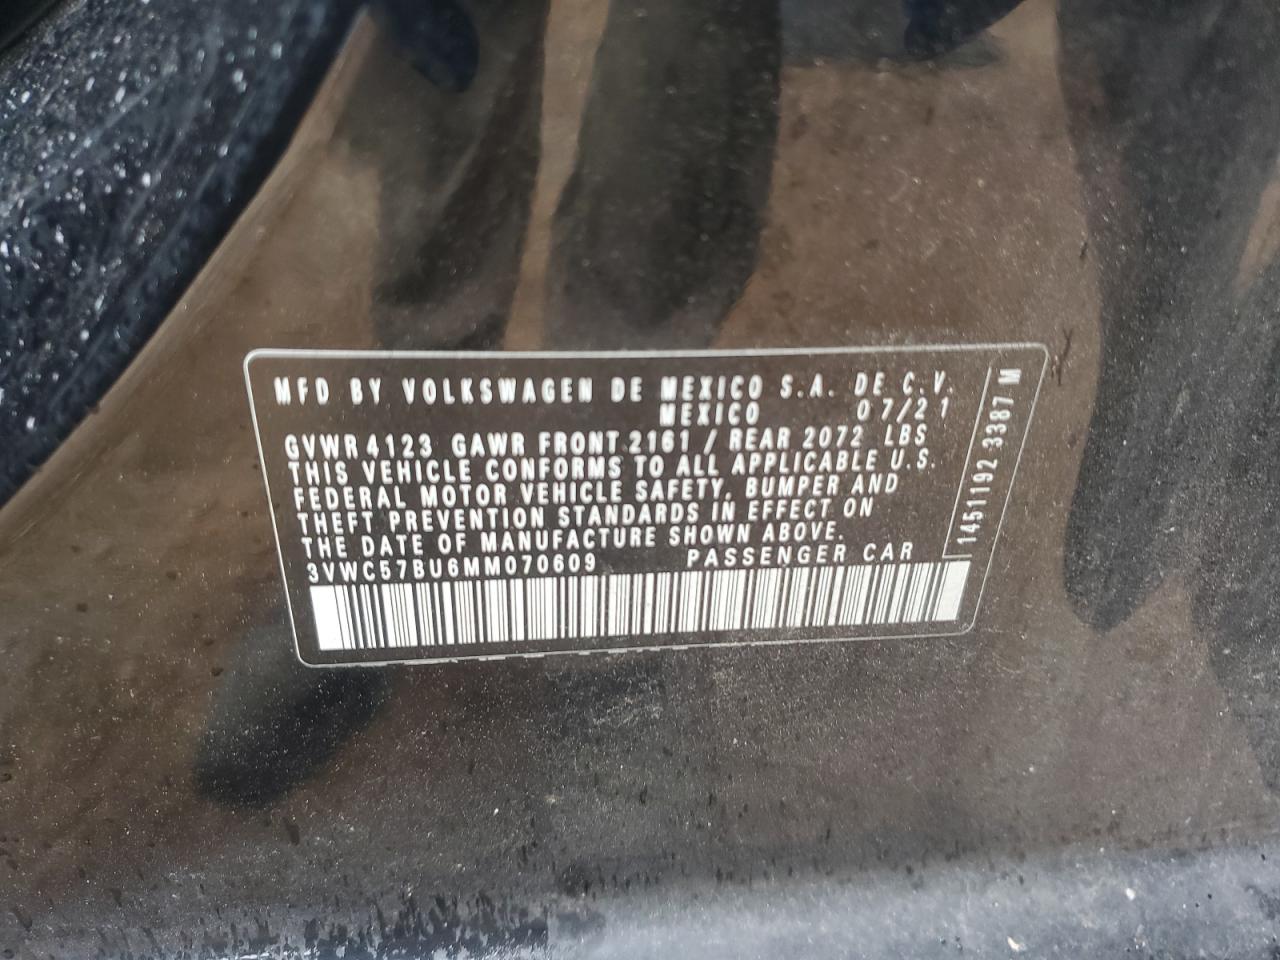 MFD BY VOLKSWAGEN DE MEXICO S.A. DE C.V.
MEXICO 07/21
GVWR 4123 GAWR FRONT 2161 / REAR 2072 LBS
THIS VEHICLE CONFORMS TO ALL APPLICABLE U.S.
FEDERAL MOTOR VEHICLE SAFETY, BUMPER AND
THEFT PREVENTION STANDARDS IN EFFECT ON
THE DATE OF MANUFACTURE SHOWN ABOVE.
3VWC57BU6MM070609 PASSENGER CAR
1451192 3387 M